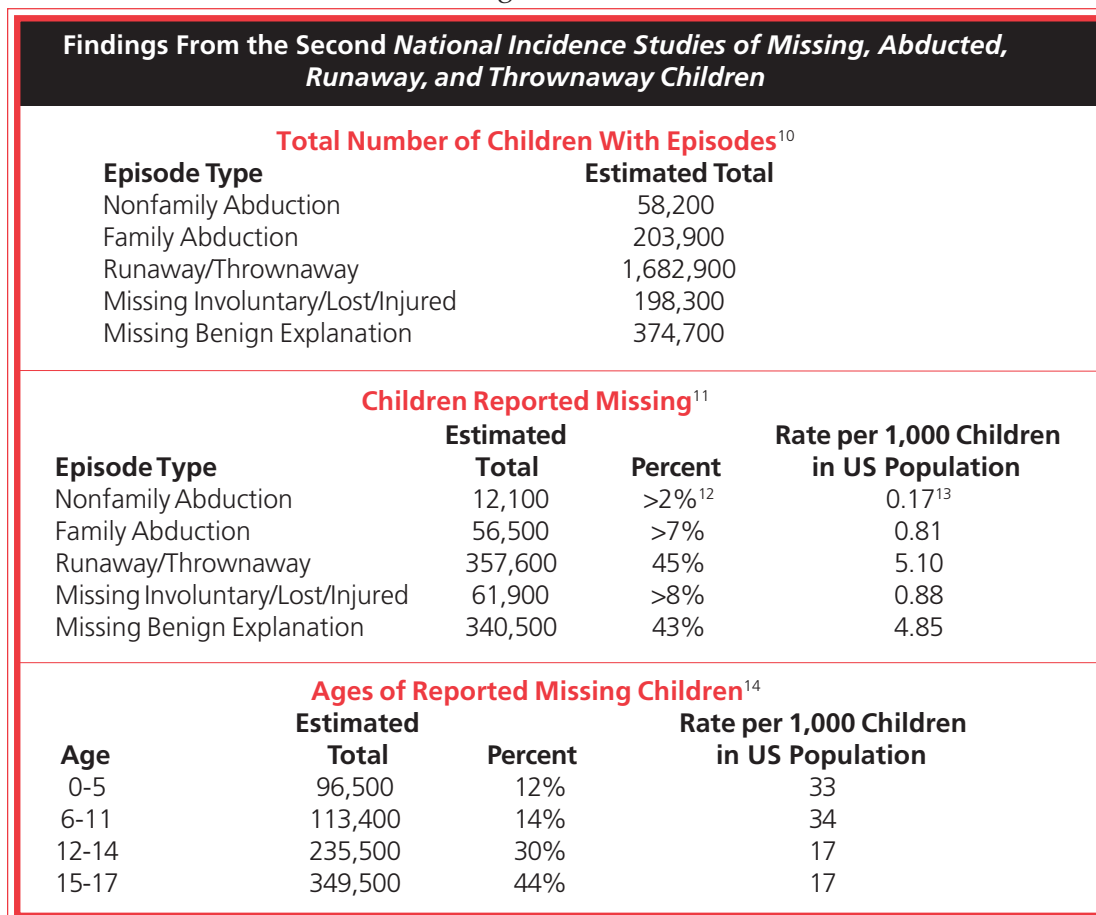 Findings From the Second National Incidence Studies of Missing, Abducted,
Runaway, and Thrownaway Children
Total Number of Children With Episodes10
Episode Type Estimated Total
Nonfamily Abduction 58,200
Family Abduction 203,900
Runaway/Thrownaway 1,682,900
Missing Involuntary/Lost/Injured 198,300
Missing Benign Explanation 374,700
Children Reported Missing11
Estimated Rate per 1,000 Children
Episode Type Total Percent in US Population
Nonfamily Abduction 12,100 >2%12 0.1713
Family Abduction 56,500 >7% 0.81
Runaway/Thrownaway 357,600 45% 5.10
Missing Involuntary/Lost/Injured 61,900 >8% 0.88
Missing Benign Explanation 340,500 43% 4.85
Ages of Reported Missing Children14
Estimated Rate per 1,000 Children
Age Total Percent in US Population
0-5 96,500 12% 33
6-11 113,400 14% 34
12-14 235,500 30% 17
15-17 349,500 44% 17